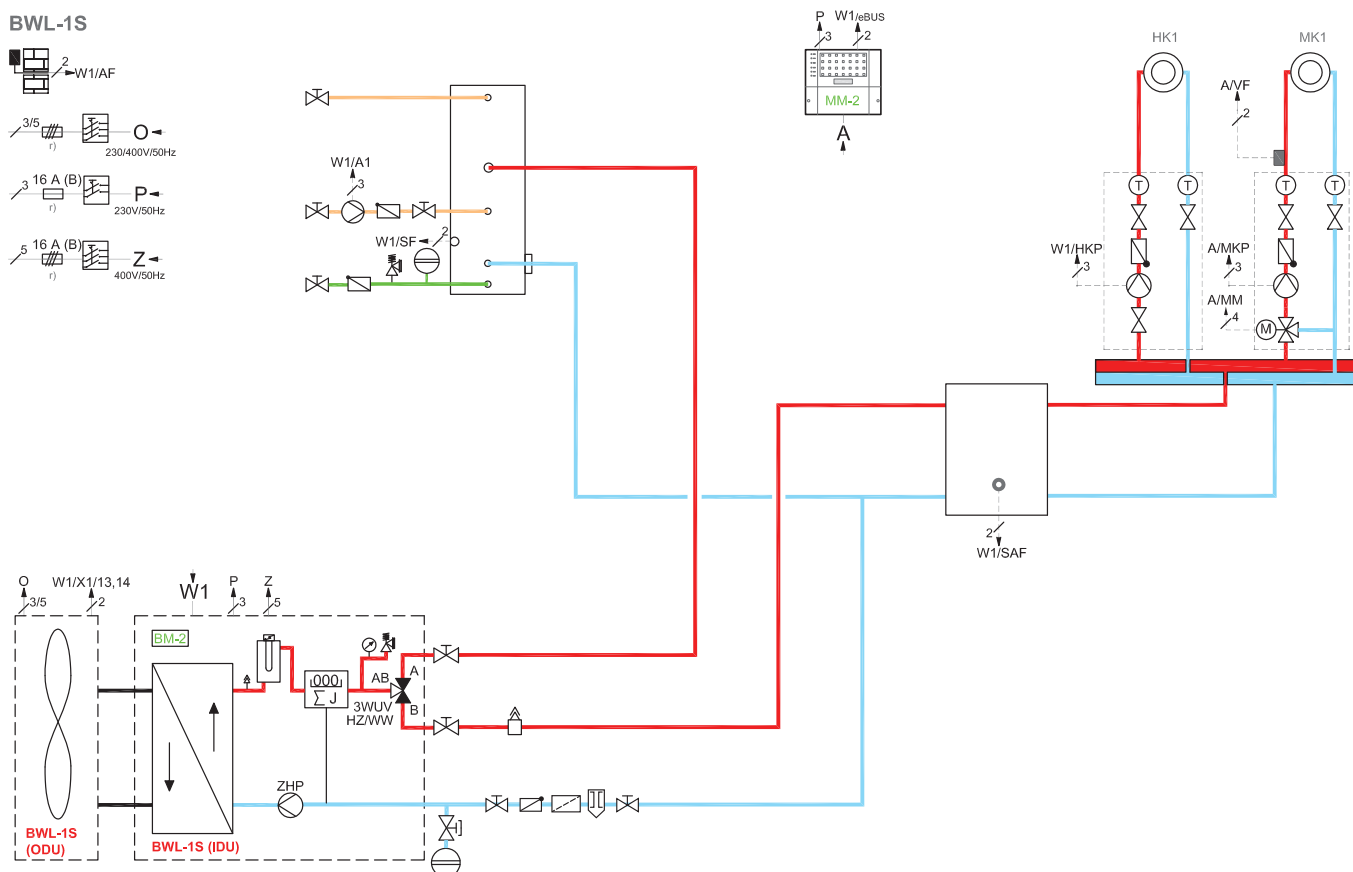 BWL-1S
2
W1/AF
3/5
r)
O
230/400V/50Hz
3
16 A (B)
r)
P
230V/50Hz
5
16 A (B)
r)
Z
400V/50Hz
W1/A1
3
W1/SF
2
P
3
W1/eBUS
2
MM-2
A
HK1
MK1
A/VF
2
T
T
T
T
W1/HKP
3
A/MKP
3
A/MM
4
M
2
W1/SAF
O
3/5
W1/X1/13,14
2
W1
P
3
Z
5
BM-2
000
Σ J
AB
A
B
3WUV
HZ/WW
ZHP
BWL-1S
(ODU)
BWL-1S (IDU)